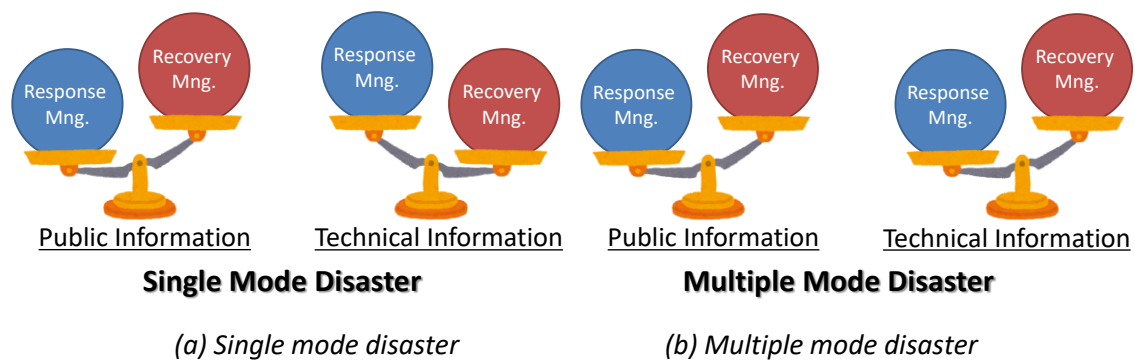 Response
Mng.
Recovery
Mng.
Public Information
Response
Mng.
Recovery
Mng.
Technical Information
Single Mode Disaster
(a) Single mode disaster
Response
Mng.
Recovery
Mng.
Public Information
Response
Mng.
Recovery
Mng.
Technical Information
Multiple Mode Disaster
(b) Multiple mode disaster